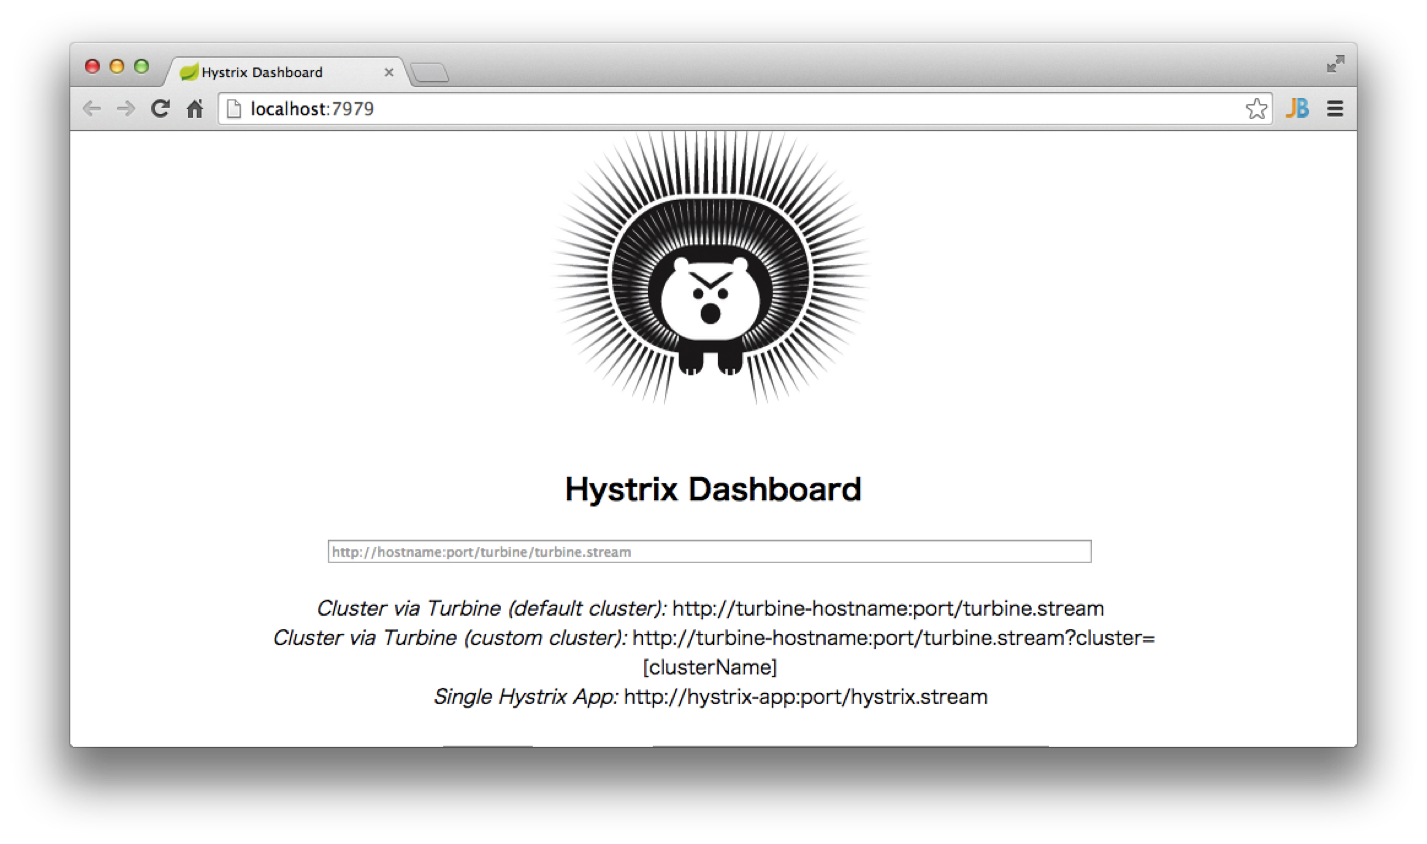 Hystrix Dashboard
localhost:7979
JB
Hystrix Dashboard
http://hostname:port/turbine/turbine.stream
Cluster via Turbine (default cluster): http://turbine-hostname:port/turbine.stream
Cluster via Turbine (custom cluster): http://turbine-hostname:port/turbine.stream?cluster=
[clusterName]
Single Hystrix App: http://hystrix-app:port/hystrix.stream